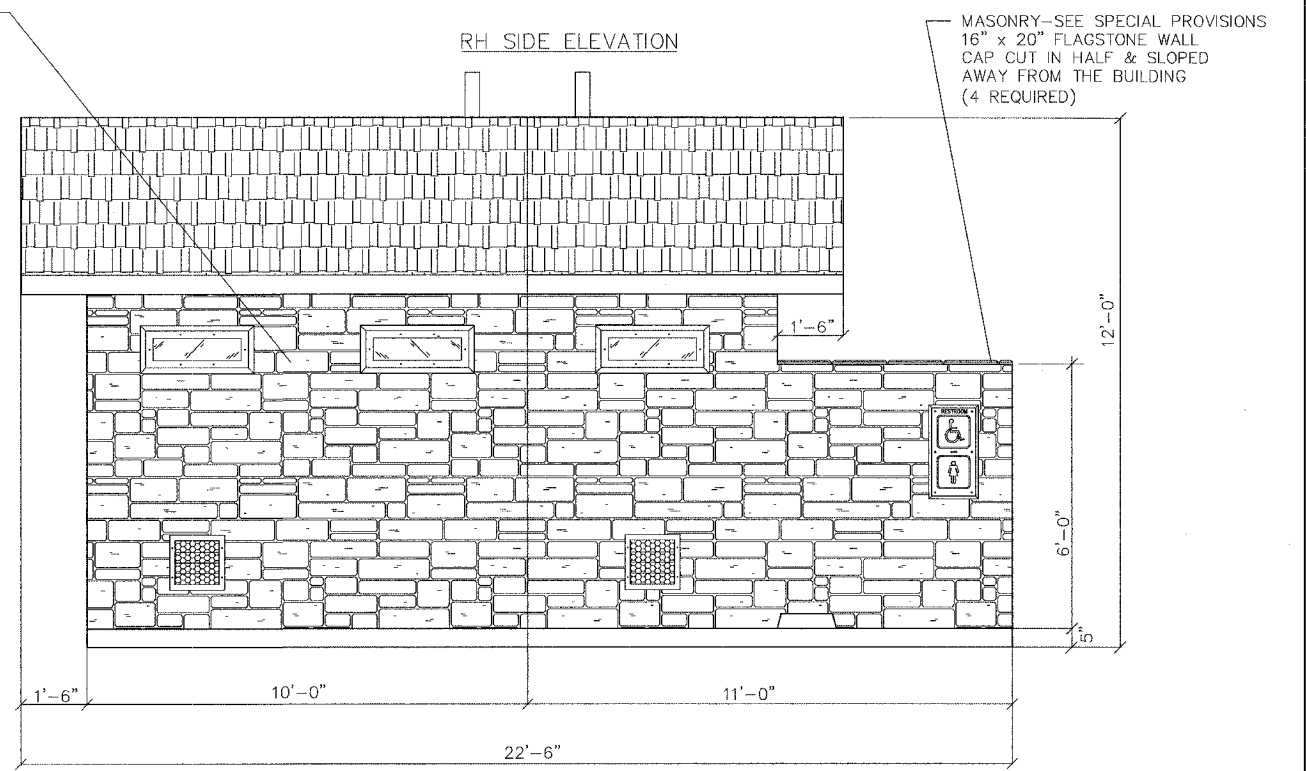 RH SIDE ELEVATION
MASONRY-SEE SPECIAL PROVISIONS
16" x 20" FLAGSTONE WALL
CAP CUT IN HALF & SLOPED
AWAY FROM THE BUILDING
(4 REQUIRED)
1'-6"
12'-0"
RESTROOM
6'-0"
5"
1'-6"
10'-0"
11'-0"
22'-6"